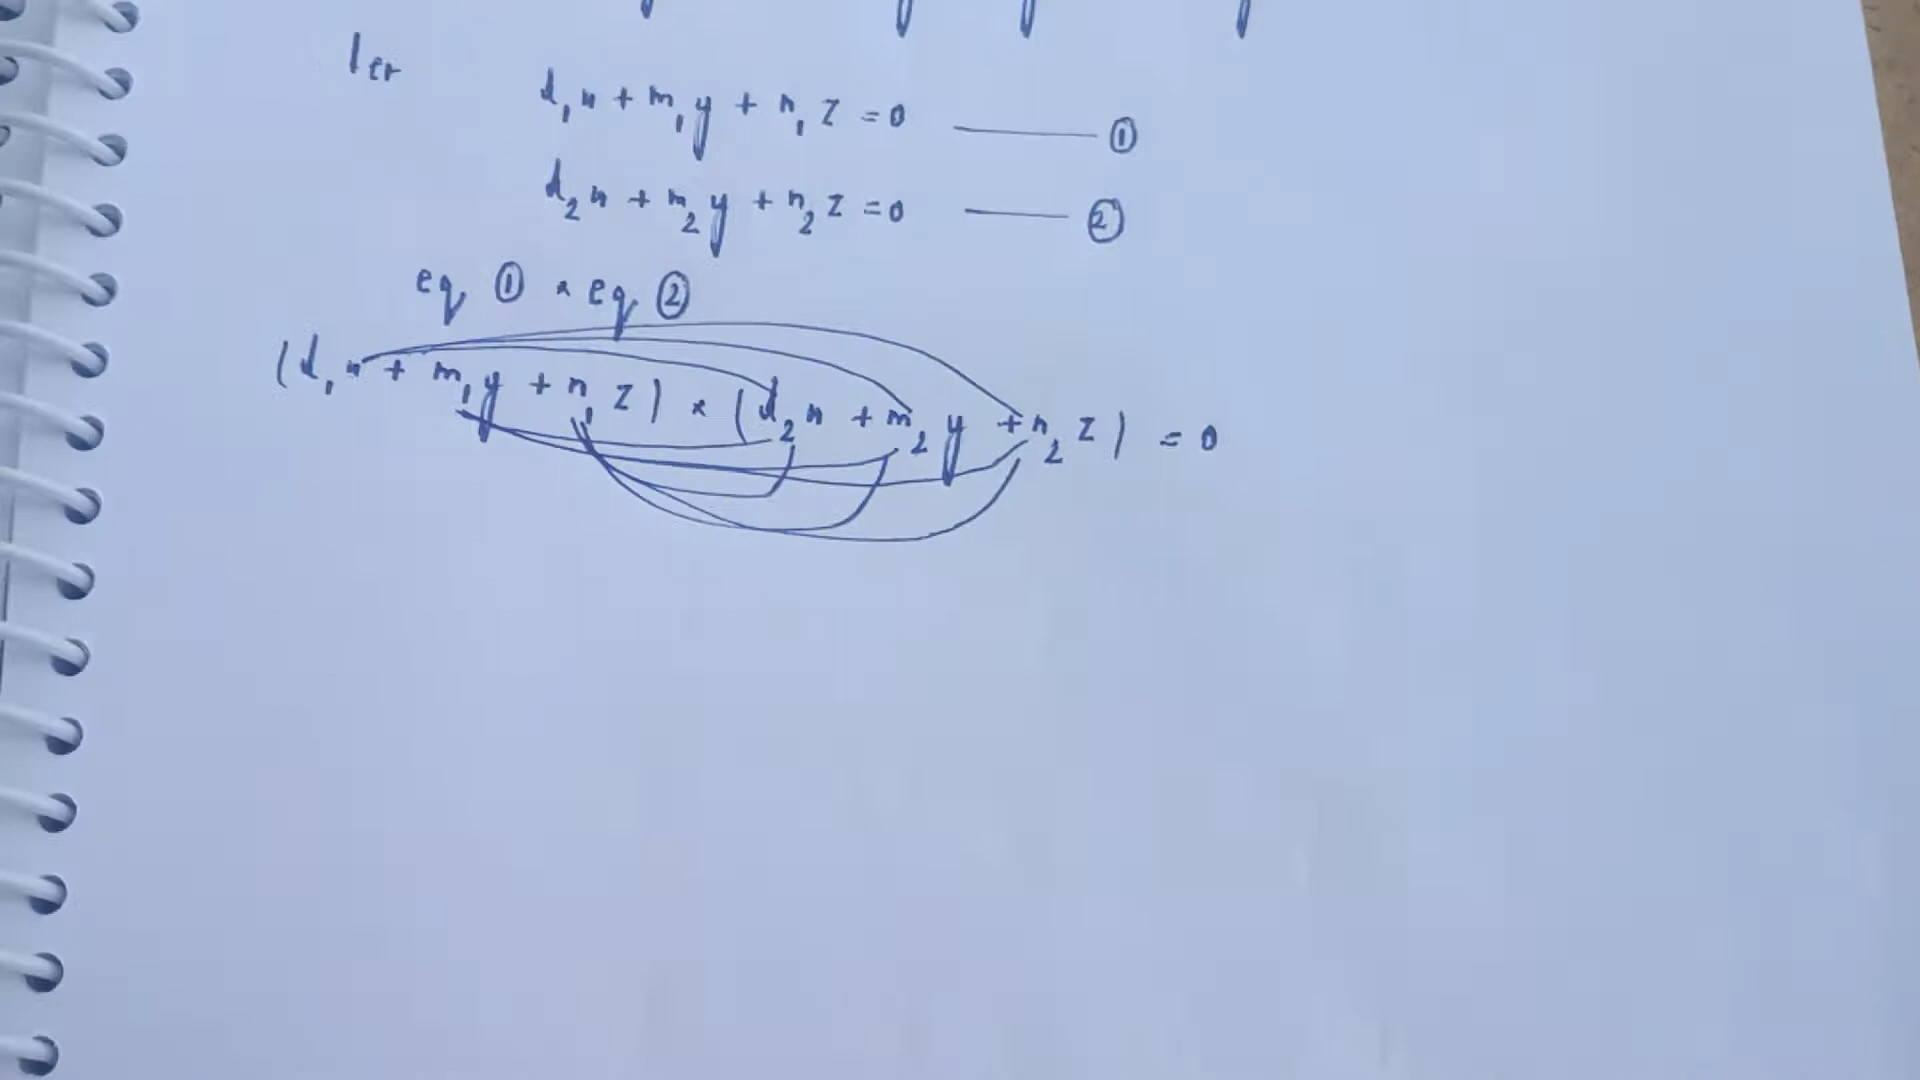 let
l₁x + m₁y + n₁z = 0 ——— ①
l₂x + m₂y + n₂z = 0 ——— ②
eq ① × eq ②
(l₁x + m₁y + n₁z) × (l₂x + m₂y + n₂z) = 0